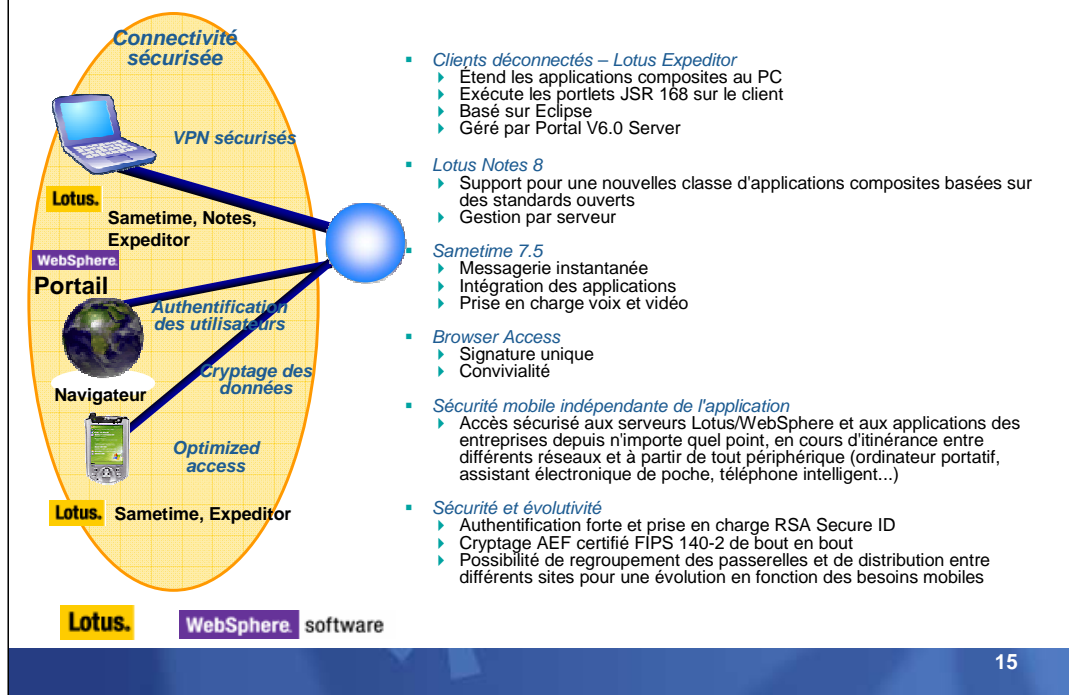 Connectivité
sécurisée
VPN sécurisés
Lotus.
Sametime, Notes,
Expeditor
WebSphere.
Portail
Authentification
des utilisateurs
Cryptage des
données
Navigateur
Optimized
access
Lotus. Sametime, Expeditor
Clients déconnectés – Lotus Expeditor
Étend les applications composites au PC
Exécute les portlets JSR 168 sur le client
Basé sur Eclipse
Géré par Portal V6.0 Server
Lotus Notes 8
Support pour une nouvelles classe d'applications composites basées sur
des standards ouverts
Gestion par serveur
Sametime 7.5
Messagerie instantanée
Intégration des applications
Prise en charge voix et vidéo
Browser Access
Signature unique
Convivialité
Sécurité mobile indépendante de l'application
Accès sécurisé aux serveurs Lotus/WebSphere et aux applications des
entreprises depuis n'importe quel point, en cours d'itinérance entre
différents réseaux et à partir de tout périphérique (ordinateur portatif,
assistant électronique de poche, téléphone intelligent...)
Sécurité et évolutivité
Authentification forte et prise en charge RSA Secure ID
Cryptage AEF certifié FIPS 140-2 de bout en bout
Possibilité de regroupement des passerelles et de distribution entre
différents sites pour une évolution en fonction des besoins mobiles
Lotus. WebSphere. software
15